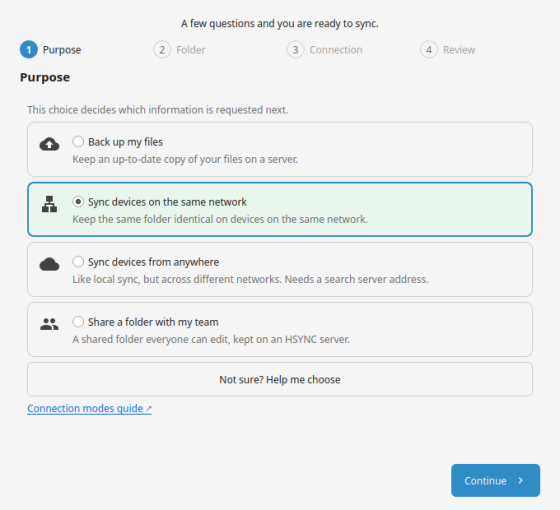 A few questions and you are ready to sync.
1 Purpose
2 Folder
3 Connection
4 Review
Purpose
This choice decides which information is requested next.
Back up my files
Keep an up-to-date copy of your files on a server.
Sync devices on the same network
Keep the same folder identical on devices on the same network.
Sync devices from anywhere
Like local sync, but across different networks. Needs a search server address.
Share a folder with my team
A shared folder everyone can edit, kept on an HSYNC server.
Not sure? Help me choose
Connection modes guide ↗
Continue